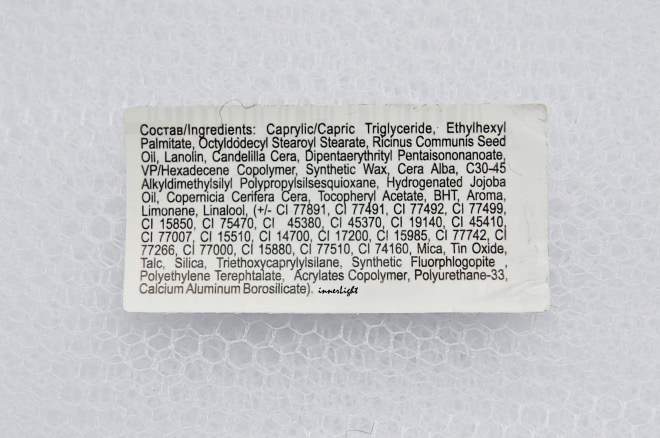 Состав/Ingredients: Caprylic/Capric Triglyceride, Ethylhexyl
Palmitate, Octyldodecyl Stearoyl Stearate, Ricinus Communis Seed
Oil, Lanolin, Candelilla Cera, Dipentaerythrityl Pentaisononanoate,
VP/Hexadecene Copolymer, Synthetic Wax, Cera Alba, C30-45
Alkyldimethylsilyl Polypropylsilsesquioxane, Hydrogenated Jojoba
Oil, Copernicia Cerifera Cera, Tocopheryl Acetate, BHT, Aroma,
Limonene, Linalool, (+/- CI 77891, CI 77491, CI 77492, CI 77499,
CI 15850, CI 75470, CI 45380, CI 45370, CI 19140, CI 45410,
CI 77007, CI 15510, CI 14700, CI 17200, CI 15985, CI 77742, CI
77266, CI 77000, CI 15880, CI 77510, CI 74160, Mica, Tin Oxide,
Talc, Silica, Triethoxycaprylylsilane, Synthetic Fluorphlogopite ,
Polyethylene Terephtalate, Acrylates Copolymer, Polyurethane-33,
Calcium Aluminum Borosilicate). innerLight